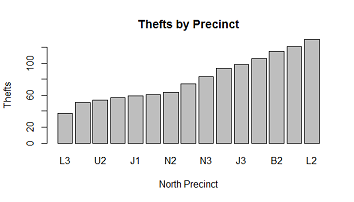 Thefts by Precinct
Thefts
0 20 60 100
L3 U2 J1 N2 N3 J3 B2 L2
North Precinct